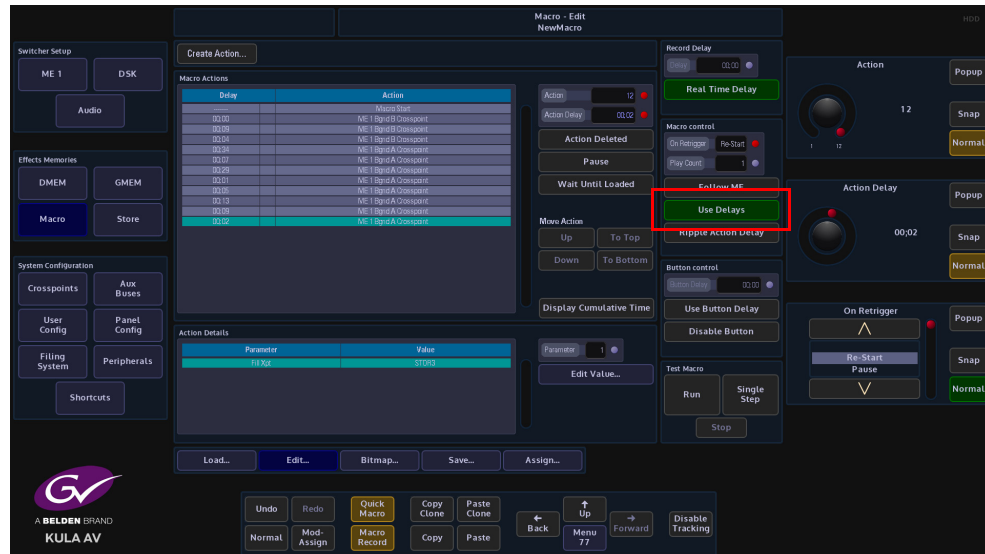 Macro - Edit
NewMacro
HDD
Switcher Setup
ME 1
DSK
Audio
Effects Memories
DMEM
GMEM
Macro
Store
System Configuration
Crosspoints
Aux
Buses
User
Config
Panel
Config
Filing
System
Peripherals
Shortcuts
GV
A BELDEN BRAND
KULA AV
Create Action...
Macro Actions
Delay Action
------ Macro Start
00;00 ME 1 Bgnd B Crosspoint
00;09 ME 1 Bgnd B Crosspoint
00;04 ME 1 Bgnd B Crosspoint
00;34 ME 1 Bgnd B Crosspoint
00;07 ME 1 Bgnd A Crosspoint
00;29 ME 1 Bgnd A Crosspoint
00;01 ME 1 Bgnd A Crosspoint
00;05 ME 1 Bgnd A Crosspoint
00;13 ME 1 Bgnd A Crosspoint
00;09 ME 1 Bgnd A Crosspoint
00;02 ME 1 Bgnd A Crosspoint
Action 12
Action Delay 00;02
Action Deleted
Pause
Wait Until Loaded
Move Action
Up
To Top
Down
To Bottom
Display Cumulative Time
Action Details
Parameter Value
Fill Xpt STOR3
Parameter 1
Edit Value...
Record Delay
Delay 00;00
Real Time Delay
Macro control
On Retrigger Re-Start
Play Count 1
Follow ME
Use Delays
Ripple Action Delay
Button control
Button Delay 00;00
Use Button Delay
Disable Button
Test Macro
Run
Single
Step
Stop
Action
12
1 12
Popup
Snap
Normal
Action Delay
00;02
Popup
Snap
Normal
On Retrigger
Re-Start
Pause
Popup
Snap
Normal
Load...
Edit...
Bitmap...
Save...
Assign...
Undo
Redo
Quick
Macro
Copy
Clone
Paste
Clone
Normal
Mod-
Assign
Macro
Record
Copy
Paste
Back
Up
Menu
77
Forward
Disable
Tracking